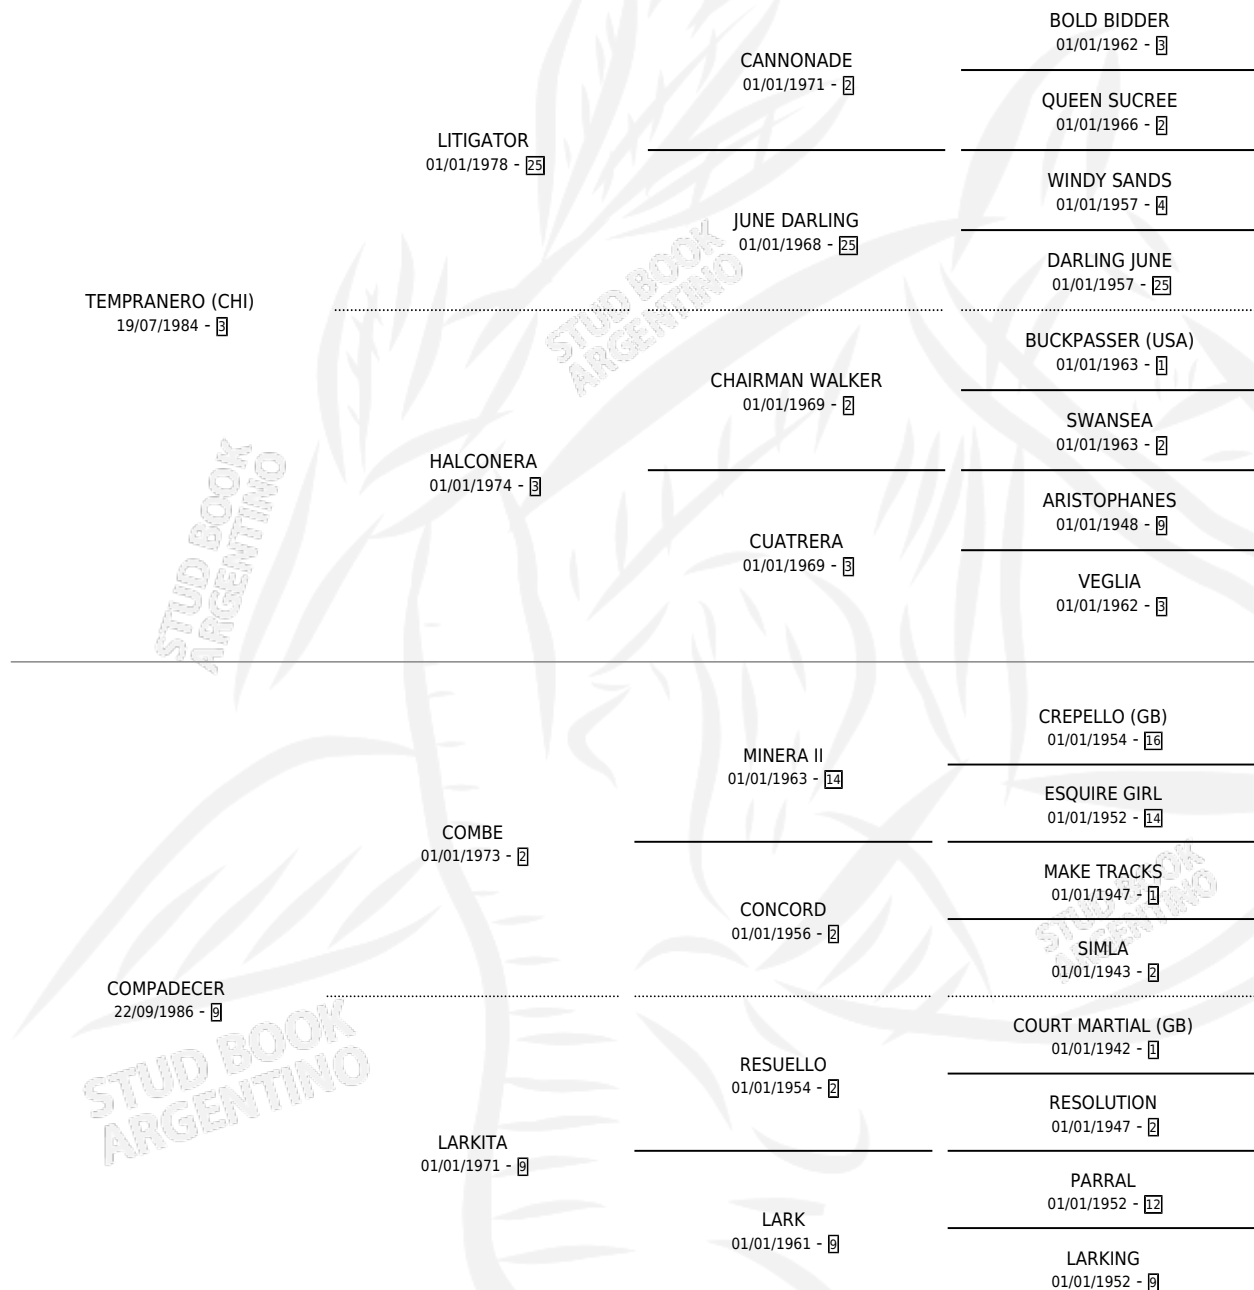 BOLD BIDDER
01/01/1962 - 3
CANNONADE
01/01/1971 - 2
QUEEN SUCREE
01/01/1966 - 2
LITIGATOR
01/01/1978 - 25
WINDY SANDS
01/01/1957 - 4
JUNE DARLING
01/01/1968 - 25
DARLING JUNE
01/01/1957 - 25
TEMPRANERO (CHI)
19/07/1984 - 3
STUD BOOK
ARGENTINO
BUCKPASSER (USA)
01/01/1963 - 1
CHAIRMAN WALKER
01/01/1969 - 2
SWANSEA
01/01/1963 - 2
HALCONERA
01/01/1974 - 3
ARISTOPHANES
01/01/1948 - 9
CUATRERA
01/01/1969 - 3
VEGLIA
01/01/1962 - 3
STUD BOOK
ARGENTINO
CREPELLO (GB)
01/01/1954 - 16
MINERA II
01/01/1963 - 14
ESQUIRE GIRL
01/01/1952 - 14
COMBE
01/01/1973 - 2
MAKE TRACKS
01/01/1947 - 1
CONCORD
01/01/1956 - 2
STUD BOOK
ARGENTINO
SIMLA
01/01/1943 - 2
COMPADECER
22/09/1986 - 9
STUD BOOK
ARGENTINO
COURT MARTIAL (GB)
01/01/1942 - 1
RESUELLO
01/01/1954 - 2
RESOLUTION
01/01/1947 - 2
LARKITA
01/01/1971 - 9
PARRAL
01/01/1952 - 12
LARK
01/01/1961 - 9
LARKING
01/01/1952 - 9